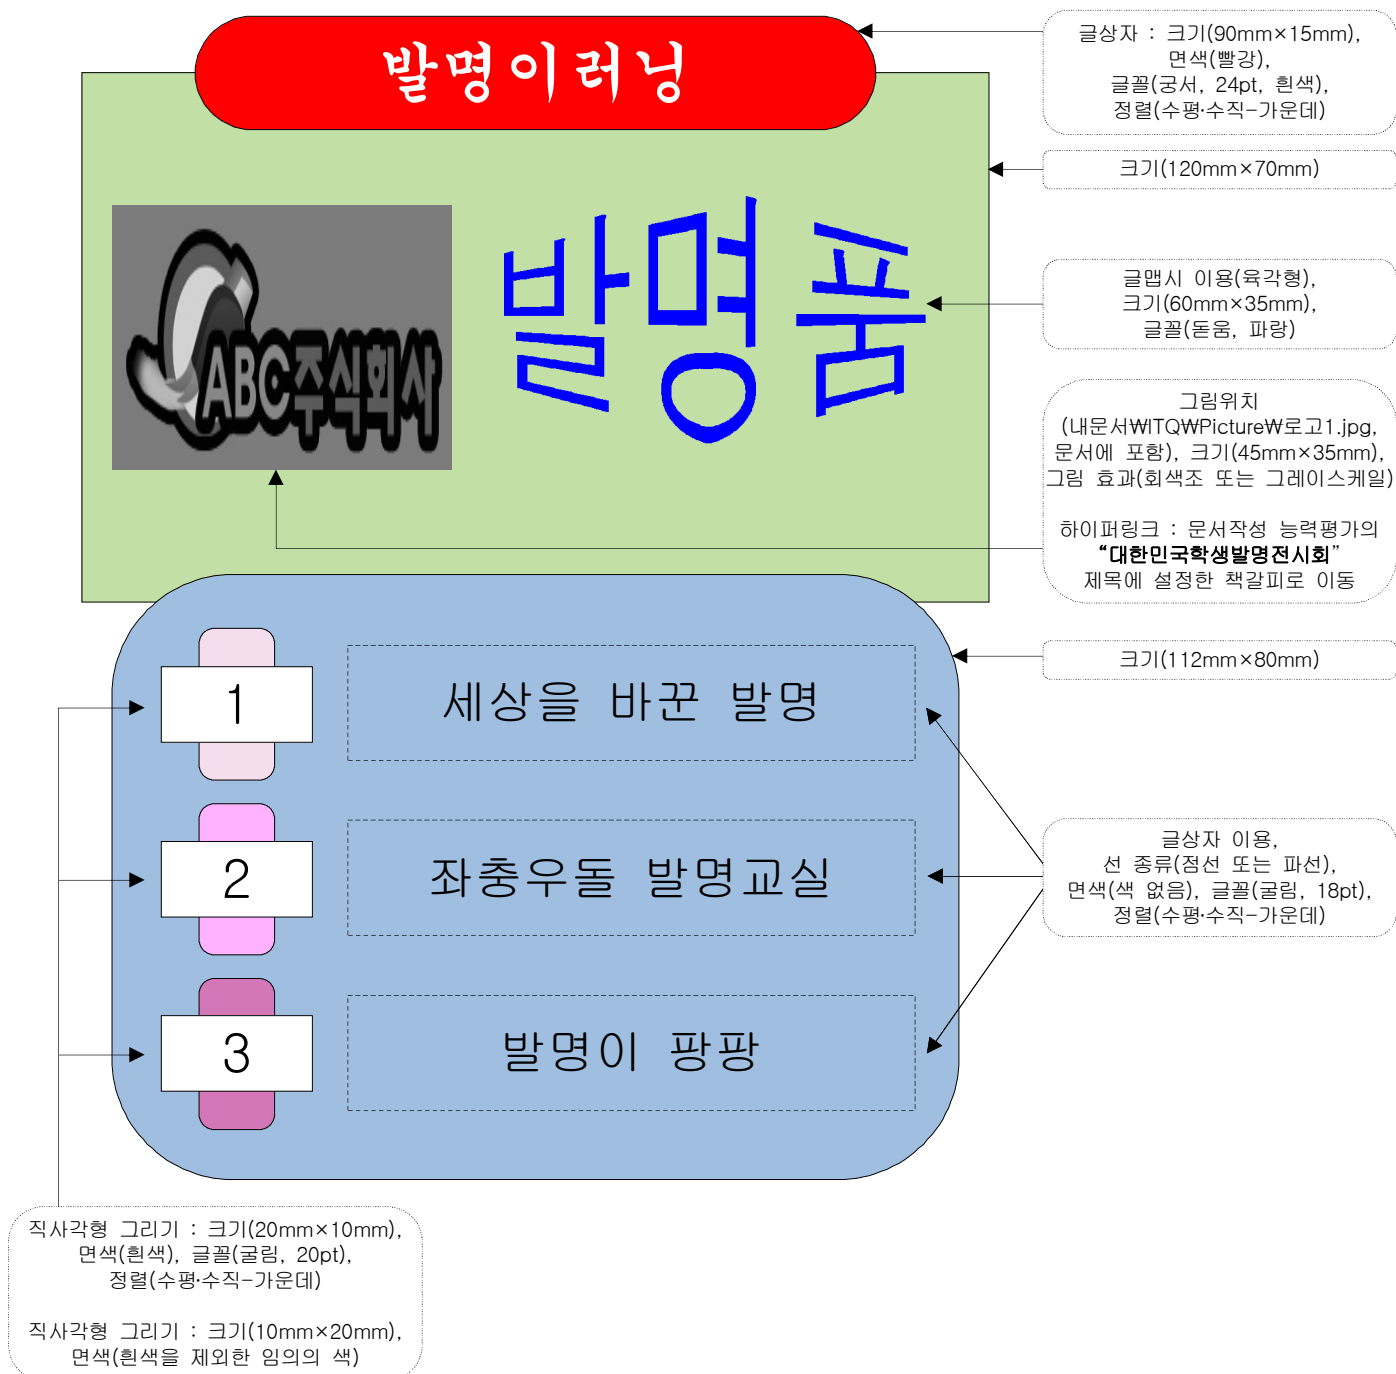 발명이러닝
글상자 : 크기(90mm×15mm),
면색(빨강),
글꼴(궁서, 24pt, 흰색),
정렬(수평·수직-가운데)
크기(120mm×70mm)
발명품
ABC주식회사
글맵시 이용(육각형),
크기(60mm×35mm),
글꼴(돋움, 파랑)
그림위치
(내문서₩ITQ₩Picture₩로고1.jpg,
문서에 포함), 크기(45mm×35mm),
그림 효과(회색조 또는 그레이스케일)
하이퍼링크 : 문서작성 능력평가의
“대한민국학생발명전시회”
제목에 설정한 책갈피로 이동
크기(112mm×80mm)
1
세상을 바꾼 발명
2
좌충우돌 발명교실
3
발명이 팡팡
글상자 이용,
선 종류(점선 또는 파선),
면색(색 없음), 글꼴(굴림, 18pt),
정렬(수평·수직-가운데)
직사각형 그리기 : 크기(20mm×10mm),
면색(흰색), 글꼴(굴림, 20pt),
정렬(수평·수직-가운데)
직사각형 그리기 : 크기(10mm×20mm),
면색(흰색을 제외한 임의의 색)